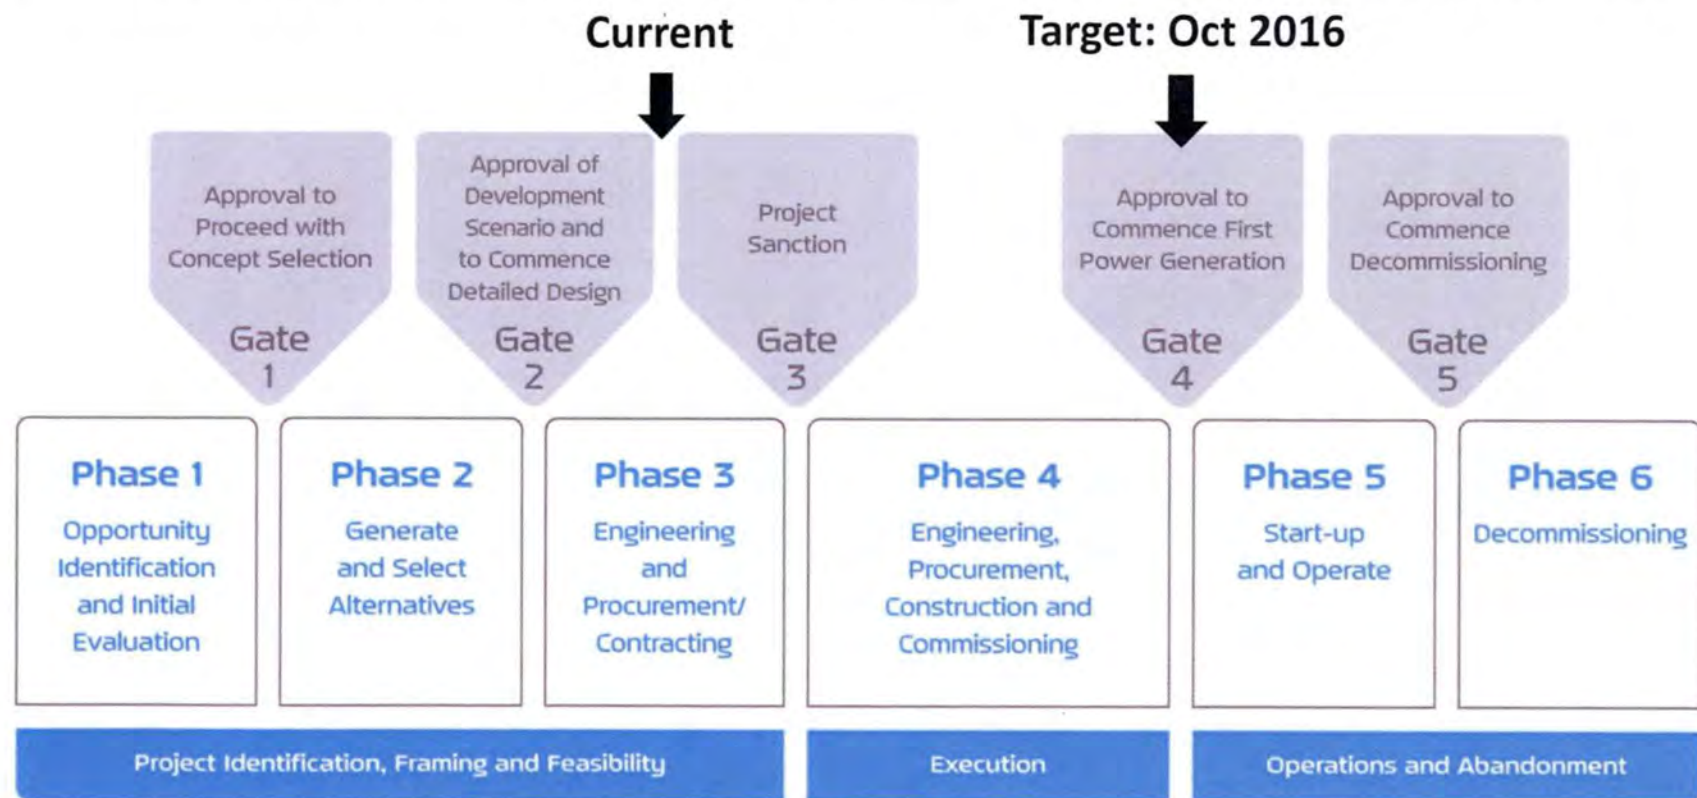 Current
Target: Oct 2016
Approval to
Proceed with
Concept Selection
Gate
1
Approval of
Development
Scenario and
to Commence
Detailed Design
Gate
2
Project
Sanction
Gate
3
Approval to
Commence First
Power Generation
Gate
4
Approval to
Commence
Decommissioning
Gate
5
Phase 1
Opportunity
Identification
and Initial
Evaluation
Phase 2
Generate
and Select
Alternatives
Phase 3
Engineering
and
Procurement/
Contracting
Phase 4
Engineering,
Procurement,
Construction and
Commissioning
Phase 5
Start-up
and Operate
Phase 6
Decommissioning
Project Identification, Framing and Feasibility
Execution
Operations and Abandonment